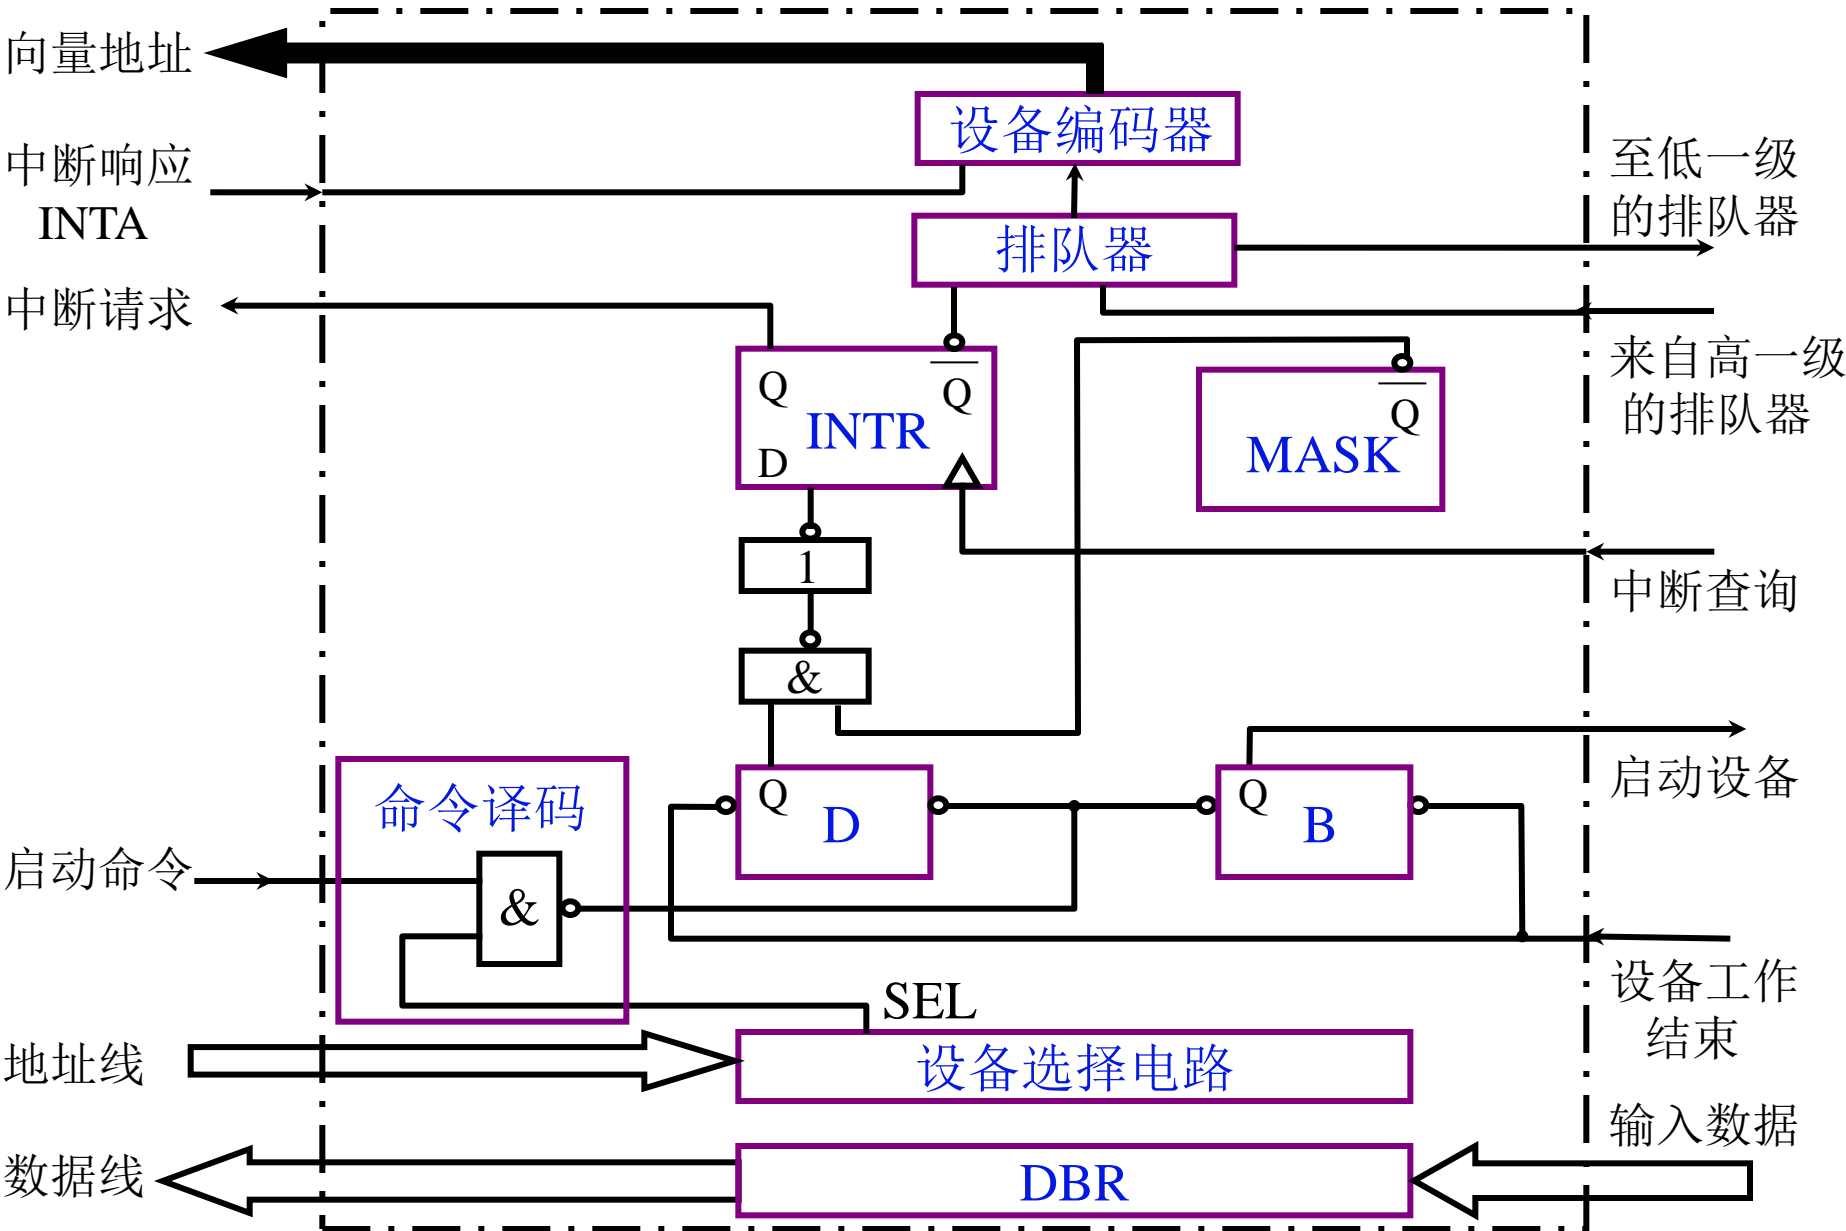 向量地址
设备编码器
中断响应
INTA
至低一级
的排队器
排队器
中断请求
来自高一级
的排队器
Q
Q
INTR
D
Q
MASK
1
中断查询
&
启动设备
命令译码
Q
D
Q
B
启动命令
&
设备工作
结束
SEL
地址线
设备选择电路
输入数据
数据线
DBR